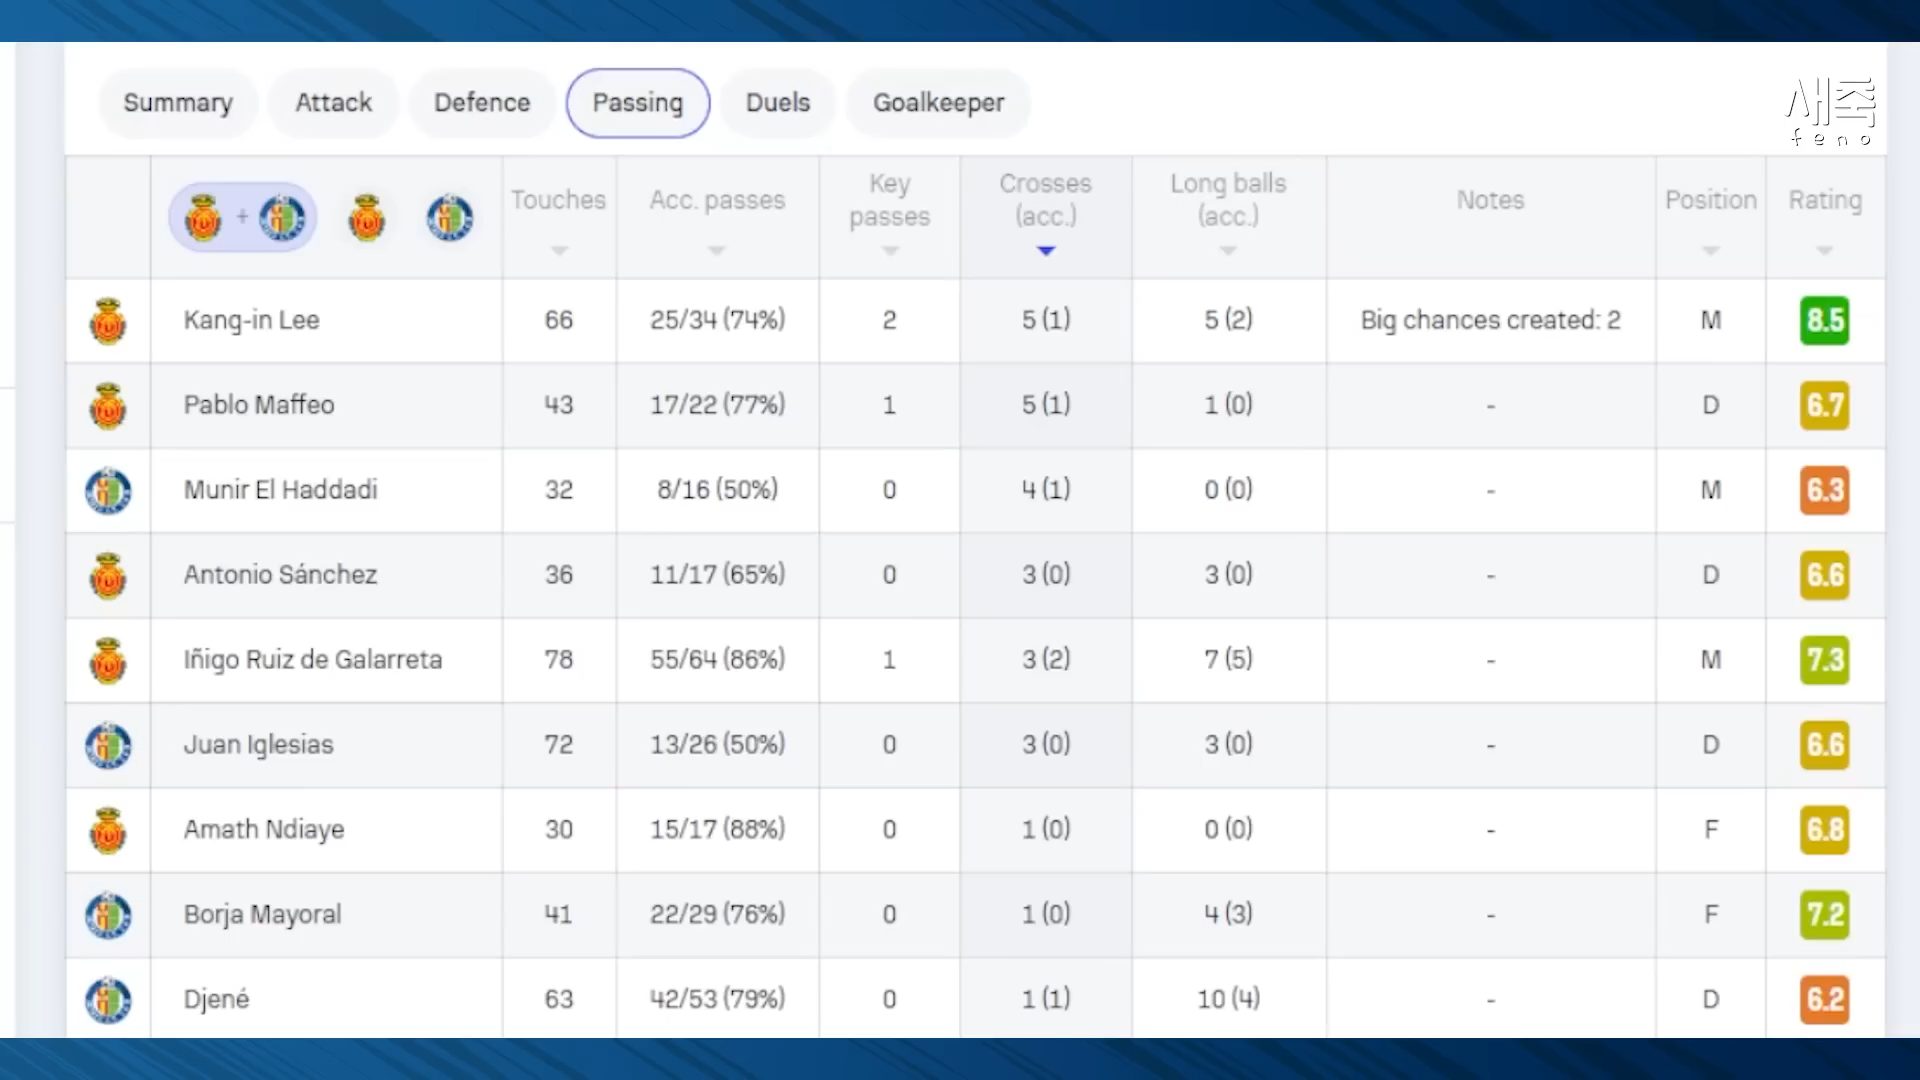 Summary Attack Defence Passing Duels Goalkeeper
새축
feno
+ Touches Acc. passes Key passes Crosses (acc.) Long balls (acc.) Notes Position Rating
Kang-in Lee 66 25/34 (74%) 2 5 (1) 5 (2) Big chances created: 2 M 8.5
Pablo Maffeo 43 17/22 (77%) 1 5 (1) 1 (0) - D 6.7
Munir El Haddadi 32 8/16 (50%) 0 4 (1) 0 (0) - M 6.3
Antonio Sánchez 36 11/17 (65%) 0 3 (0) 3 (0) - D 6.6
Iñigo Ruiz de Galarreta 78 55/64 (86%) 1 3 (2) 7 (5) - M 7.3
Juan Iglesias 72 13/26 (50%) 0 3 (0) 3 (0) - D 6.6
Amath Ndiaye 30 15/17 (88%) 0 1 (0) 0 (0) - F 6.8
Borja Mayoral 41 22/29 (76%) 0 1 (0) 4 (3) - F 7.2
Djené 63 42/53 (79%) 0 1 (1) 10 (4) - D 6.2